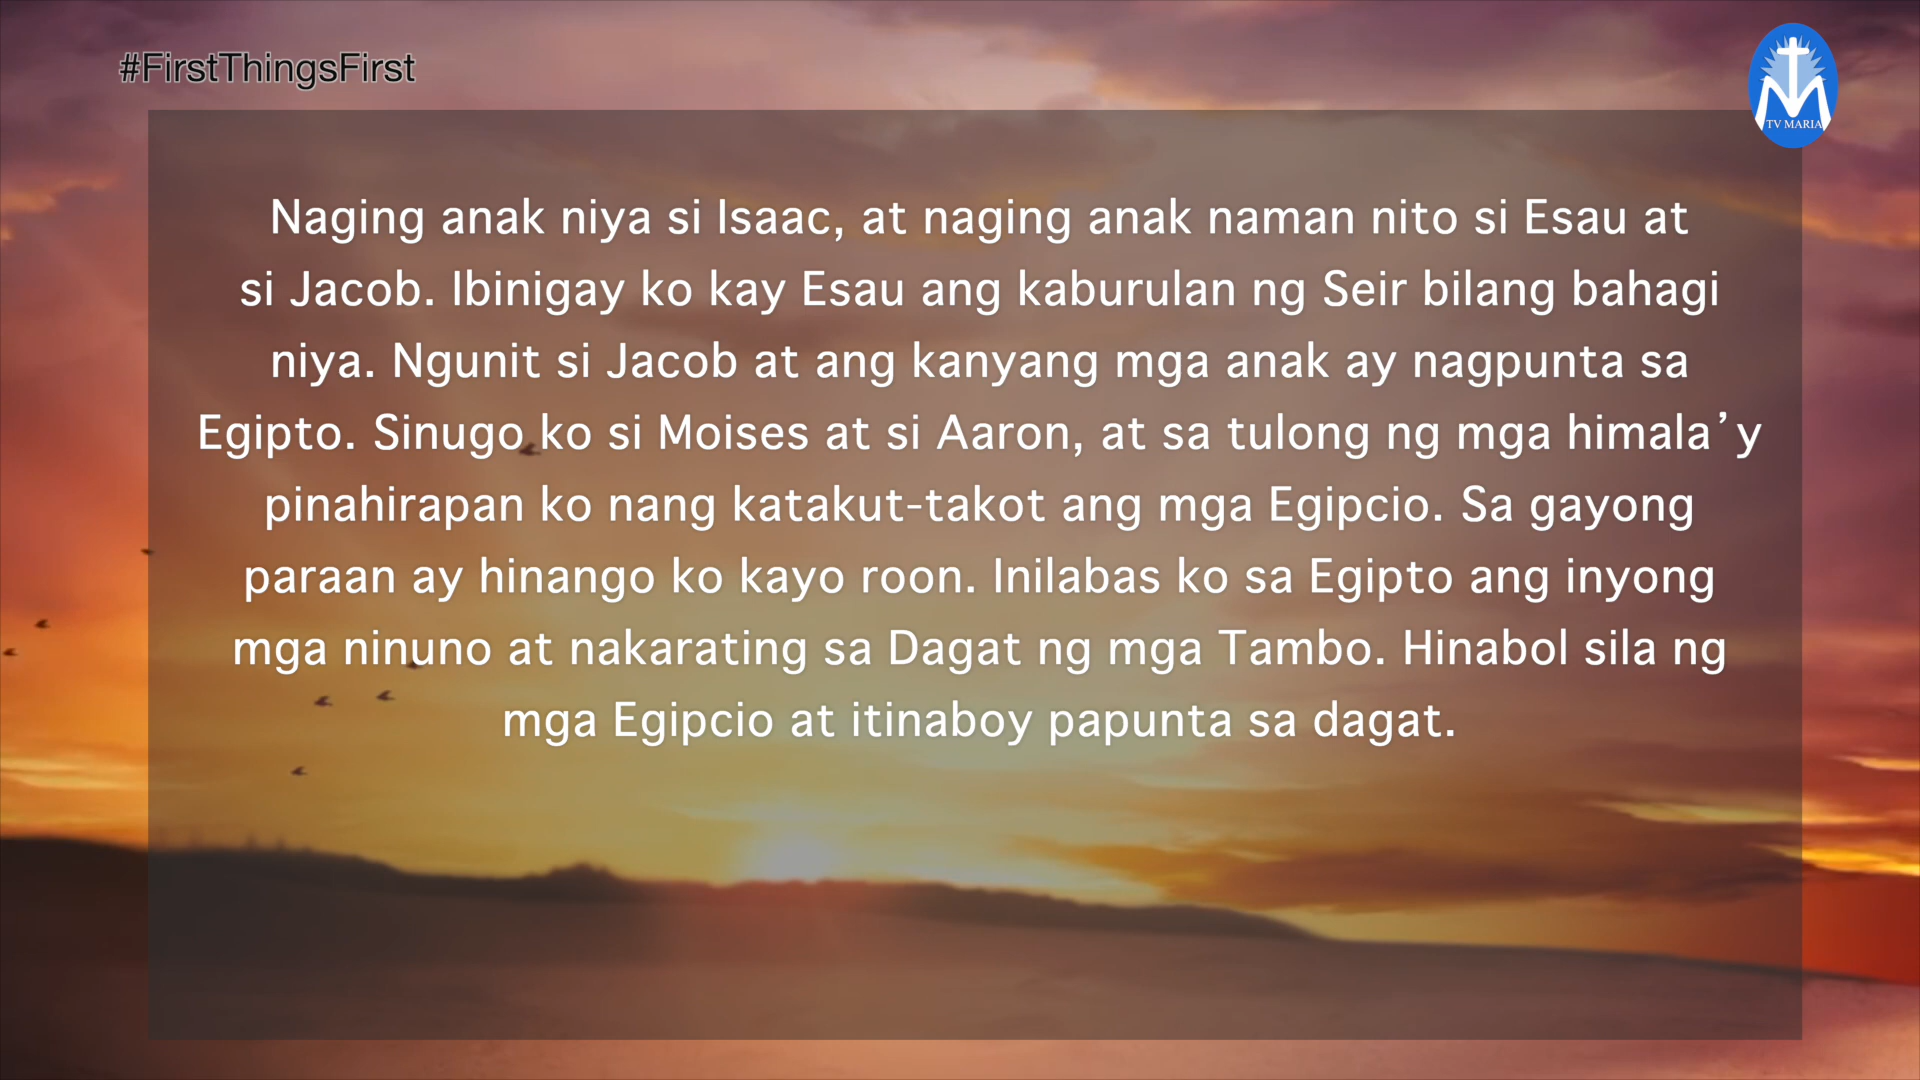 #FirstThingsFirst
TV MARIA
Naging anak niya si Isaac, at naging anak naman nito si Esau at
si Jacob. Ibinigay ko kay Esau ang kaburulan ng Seir bilang bahagi
niya. Ngunit si Jacob at ang kanyang mga anak ay nagpunta sa
Egipto. Sinugo ko si Moises at si Aaron, at sa tulong ng mga himala’y
pinahirapan ko nang katakut-takot ang mga Egipcio. Sa gayong
paraan ay hinango ko kayo roon. Inilabas ko sa Egipto ang inyong
mga ninuno at nakarating sa Dagat ng mga Tambo. Hinabol sila ng
mga Egipcio at itinaboy papunta sa dagat.